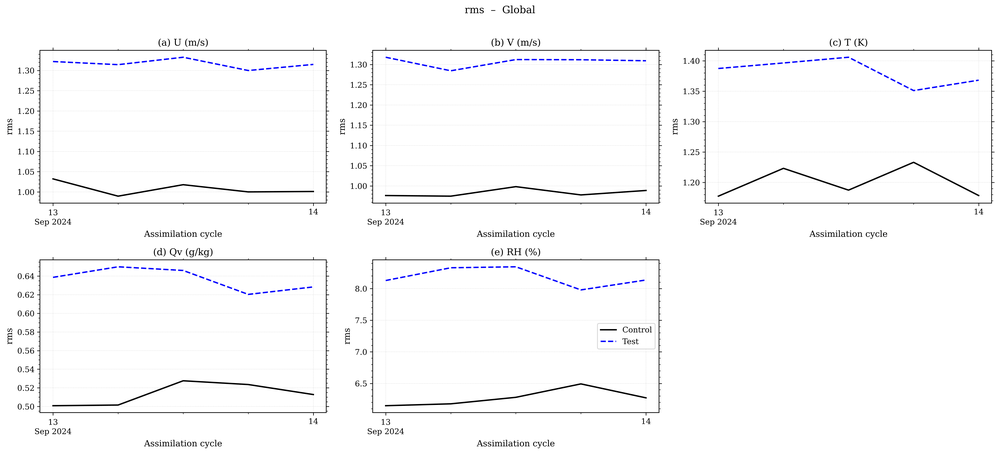 rms – Global
(a) U (m/s)
rms
1.30
1.25
1.20
1.15
1.10
1.05
1.00
13
14
Sep 2024
Assimilation cycle
(b) V (m/s)
rms
1.30
1.25
1.20
1.15
1.10
1.05
1.00
13
14
Sep 2024
Assimilation cycle
(c) T (K)
rms
1.40
1.35
1.30
1.25
1.20
13
14
Sep 2024
Assimilation cycle
(d) Qv (g/kg)
rms
0.64
0.62
0.60
0.58
0.56
0.54
0.52
0.50
13
14
Sep 2024
Assimilation cycle
(e) RH (%)
rms
8.0
7.5
7.0
6.5
Control
Test
13
14
Sep 2024
Assimilation cycle